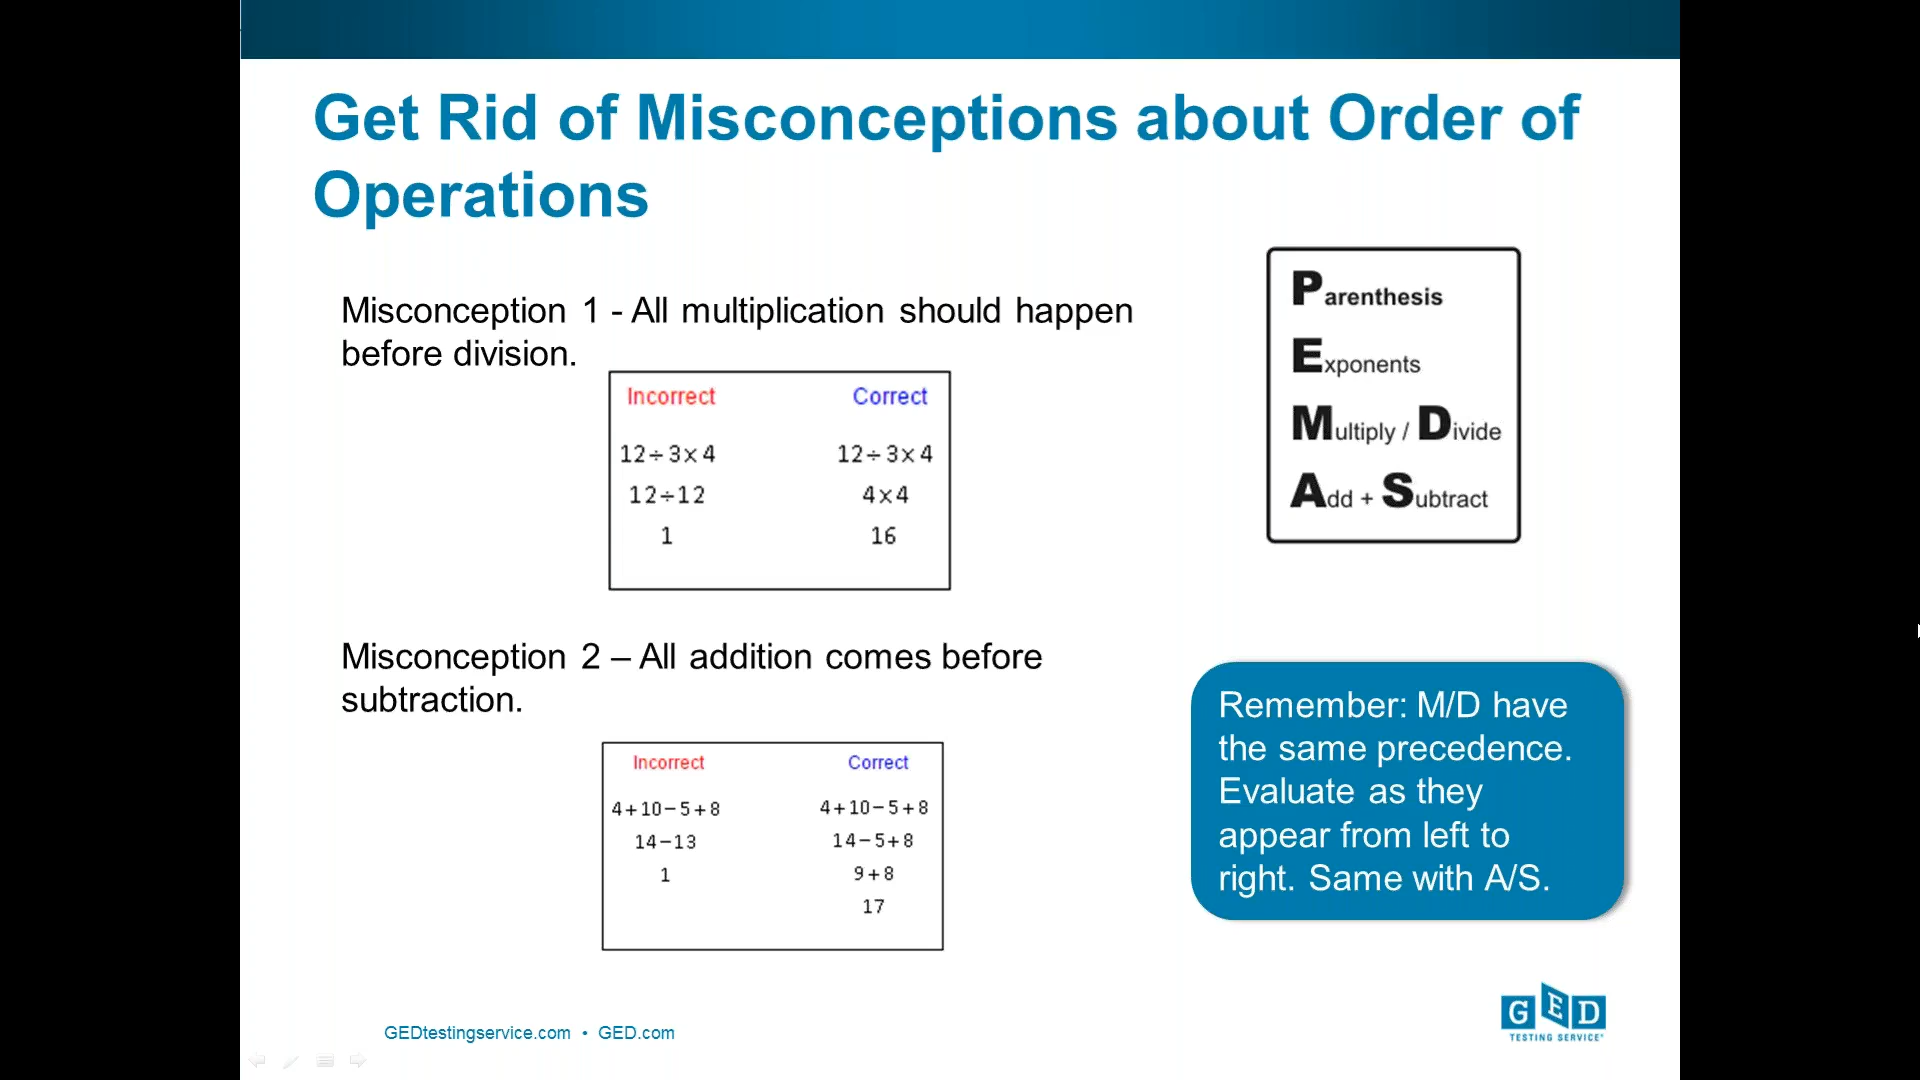 Get Rid of Misconceptions about Order of
Operations
Misconception 1 - All multiplication should happen
before division.
Incorrect Correct
12÷3×4 12÷3×4
12÷12 4×4
1 16
Misconception 2 – All addition comes before
subtraction.
Incorrect Correct
4+10−5+8 4+10−5+8
14−13 14−5+8
1 9+8
17
Parenthesis
Exponents
Multiply / Divide
Add + Subtract
Remember: M/D have
the same precedence.
Evaluate as they
appear from left to
right. Same with A/S.
GEDtestingservice.com • GED.com
GED
TESTING SERVICE®